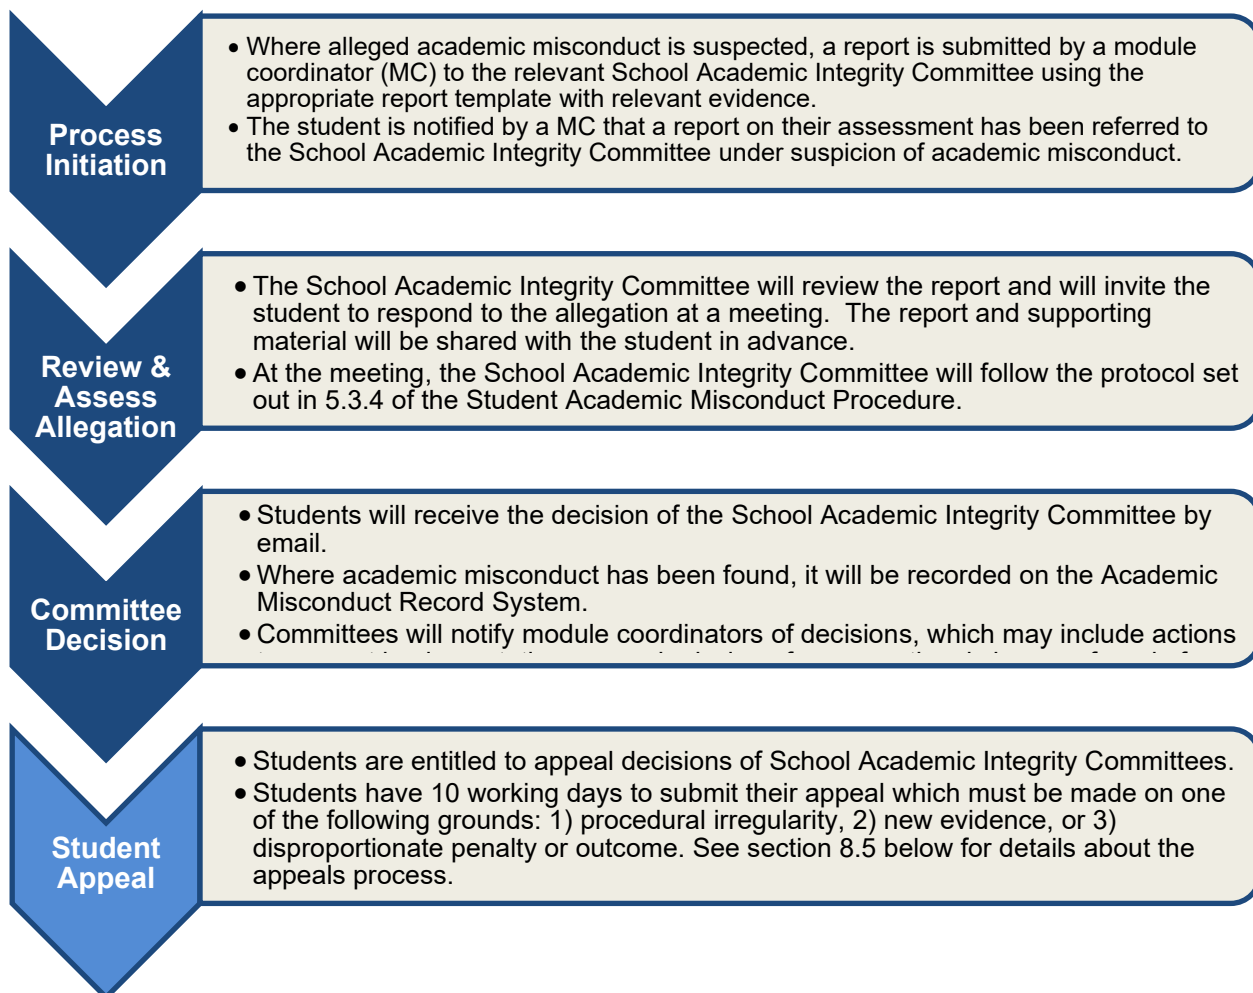 Process
Initiation
• Where alleged academic misconduct is suspected, a report is submitted by a module
coordinator (MC) to the relevant School Academic Integrity Committee using the
appropriate report template with relevant evidence.
• The student is notified by a MC that a report on their assessment has been referred to
the School Academic Integrity Committee under suspicion of academic misconduct.
Review &
Assess
Allegation
• The School Academic Integrity Committee will review the report and will invite the
student to respond to the allegation at a meeting.  The report and supporting
material will be shared with the student in advance.
• At the meeting, the School Academic Integrity Committee will follow the protocol set
out in 5.3.4 of the Student Academic Misconduct Procedure.
Committee
Decision
• Students will receive the decision of the School Academic Integrity Committee by
email.
• Where academic misconduct has been found, it will be recorded on the Academic
Misconduct Record System.
• Committees will notify module coordinators of decisions, which may include actions
Student
Appeal
• Students are entitled to appeal decisions of School Academic Integrity Committees.
• Students have 10 working days to submit their appeal which must be made on one
of the following grounds: 1) procedural irregularity, 2) new evidence, or 3)
disproportionate penalty or outcome. See section 8.5 below for details about the
appeals process.